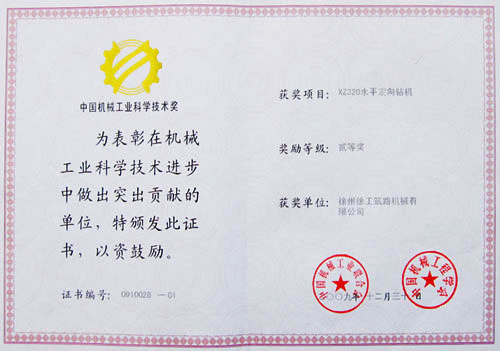 中国机械工业科学技术奖
为表彰在机械
工业科学技术进步
中做出突出贡献的
单位，特颁发此证
书，以资鼓励。
证书编号：0910028 —01
获奖项目：XZ320水平定向钻机
奖励等级：贰等奖
获奖单位：徐州徐工筑路机械有
限公司
中国机械工业联合会
中国机械工程学会
二〇〇九年十二月三十日